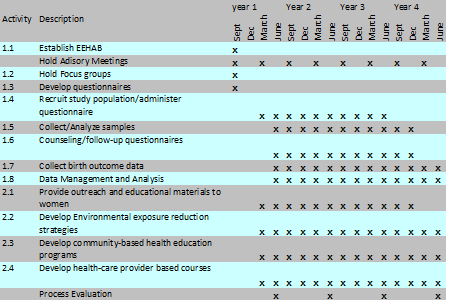 year 1 Year 2 Year 3 Year 4
Activity Description Sept Dec March June Sept Dec March June Sept Dec March June Sept Dec March June
1.1 Establish EEHAB x
Hold Adisory Meetings x x x x x x x x
1.2 Hold Focus groups x
1.3 Develop questionnaires x
1.4 Recruit study population/administer
questionnaire x x x x x x x x x x
1.5 Collect/Analyze samples x x x x x x x x x x x
1.6 Counseling/follow-up questionnaires
x x x x x x x x x x x
1.7 Collect birth outcome data x x x x x x x x x x x x x
1.8 Data Management and Analysis x x x x x x x x x x x x x
2.1 Provide outreach and educational materials to
women x x x x x x x x x x x x
2.2 Develop Environmental exposure reduction
strategies x x x x x x x x x x x x x x
2.3 Develop community-based health education
programs x x x x x x x x x x x x x x
2.4 Develop health-care provider based courses
x x x x x x x x x x x x x x
Process Evaluation x x x x